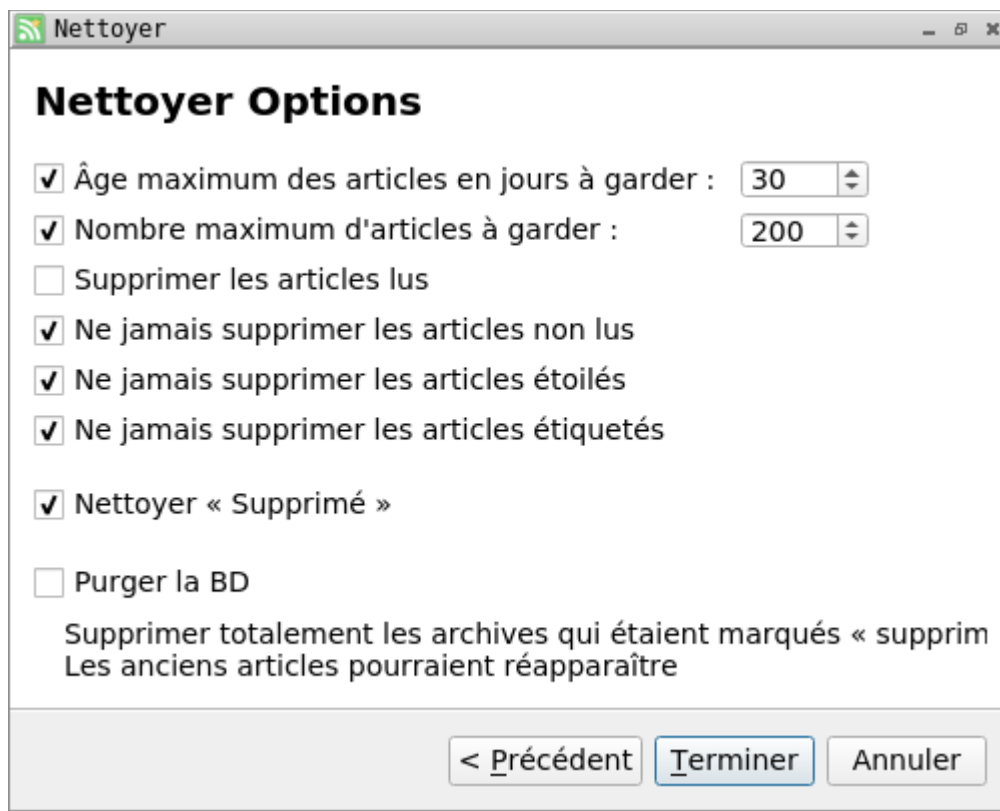 Nettoyer
Nettoyer Options
Âge maximum des articles en jours à garder : 30
Nombre maximum d'articles à garder : 200
Supprimer les articles lus
Ne jamais supprimer les articles non lus
Ne jamais supprimer les articles étoilés
Ne jamais supprimer les articles étiquetés
Nettoyer « Supprimé »
Purger la BD
Supprimer totalement les archives qui étaient marqués « supprim
Les anciens articles pourraient réapparaître
< Précédent Terminer Annuler